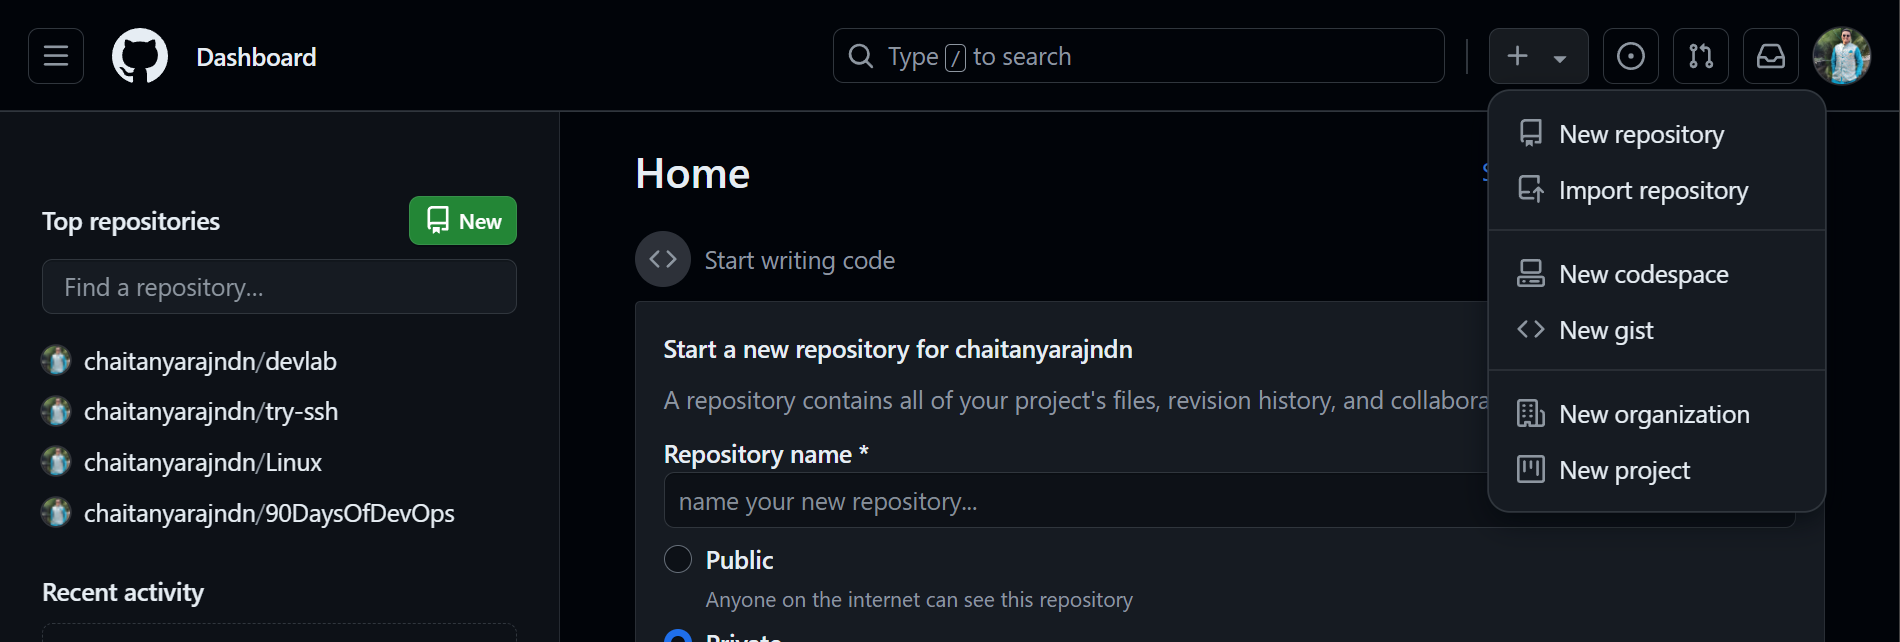 Dashboard
Type / to search
New repository
Import repository
New codespace
New gist
New organization
New project
Top repositories
New
Find a repository...
chaitanyarajndn/devlab
chaitanyarajndn/try-ssh
chaitanyarajndn/Linux
chaitanyarajndn/90DaysOfDevOps
Recent activity
Home
Start writing code
Start a new repository for chaitanyarajndn
A repository contains all of your project's files, revision history, and collabora
Repository name *
name your new repository...
Public
Anyone on the internet can see this repository
Private